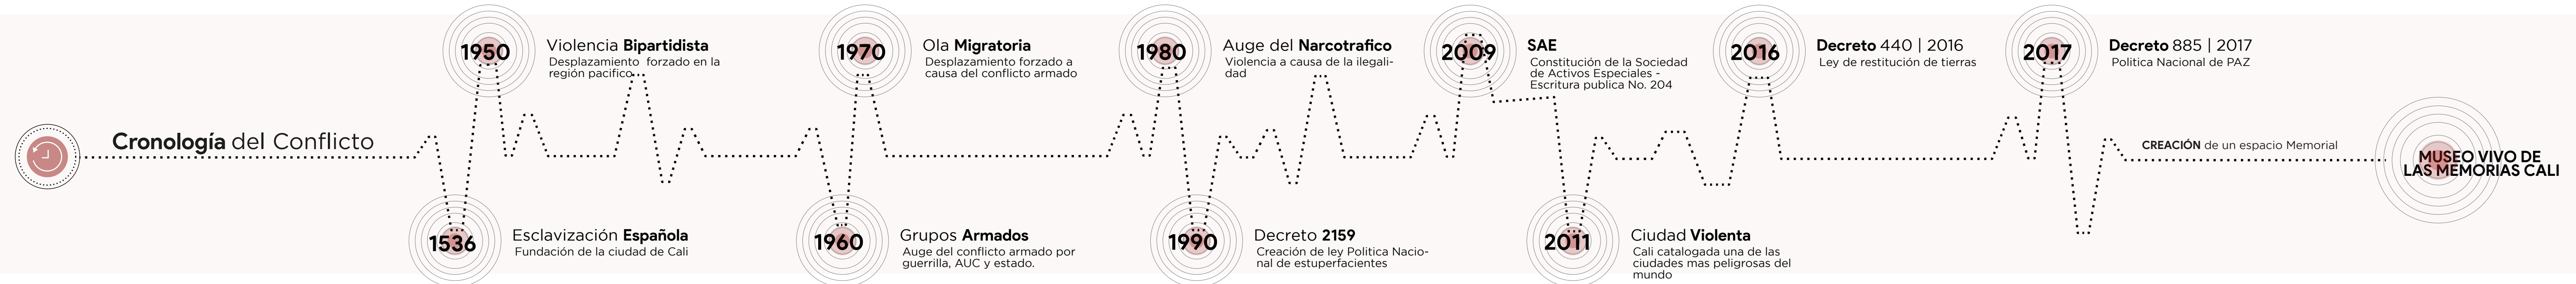 Cronología del Conflicto
1536
Esclavización Española
Fundación de la ciudad de Cali
1950
Violencia Bipartidista
Desplazamiento forzado en la
región pacifico
1960
Grupos Armados
Auge del conflicto armado por
guerrilla, AUC y estado.
1970
Ola Migratoria
Desplazamiento forzado a
causa del conflicto armado
1980
Auge del Narcotrafico
Violencia a causa de la ilegali-
dad
1990
Decreto 2159
Creación de ley Politica Nacio-
nal de estuperfacientes
2009
SAE
Constitución de la Sociedad
de Activos Especiales -
Escritura publica No. 204
2011
Ciudad Violenta
Cali catalogada una de las
ciudades mas peligrosas del
mundo
2016
Decreto 440 | 2016
Ley de restitución de tierras
2017
Decreto 885 | 2017
Politica Nacional de PAZ
CREACIÓN de un espacio Memorial
MUSEO VIVO DE
LAS MEMORIAS CALI